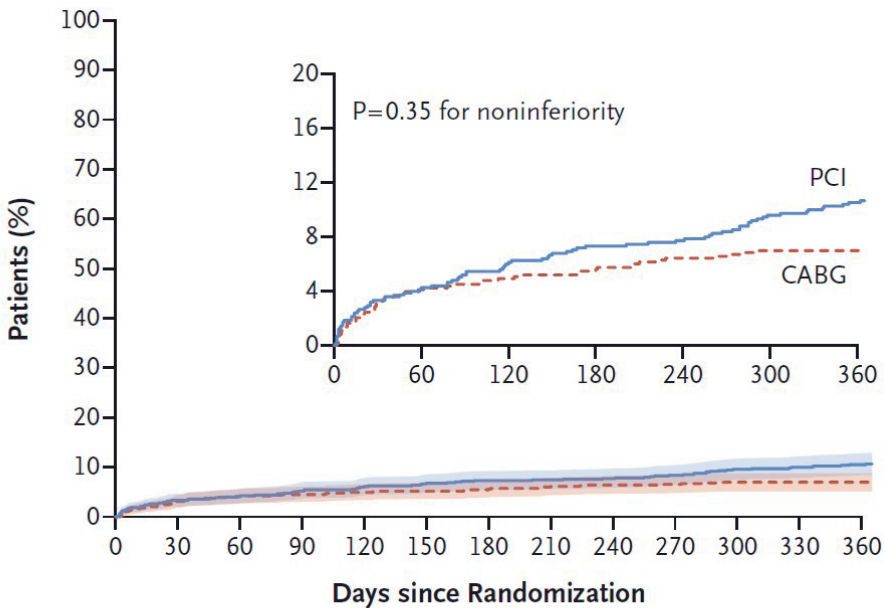 Patients (%)
100
90
80
70
60
50
40
30
20
10
0
0 30 60 90 120 150 180 210 240 270 300 330 360
Days since Randomization
P=0.35 for noninferiority
20
16
12
8
4
0
0 60 120 180 240 300 360
PCI
CABG